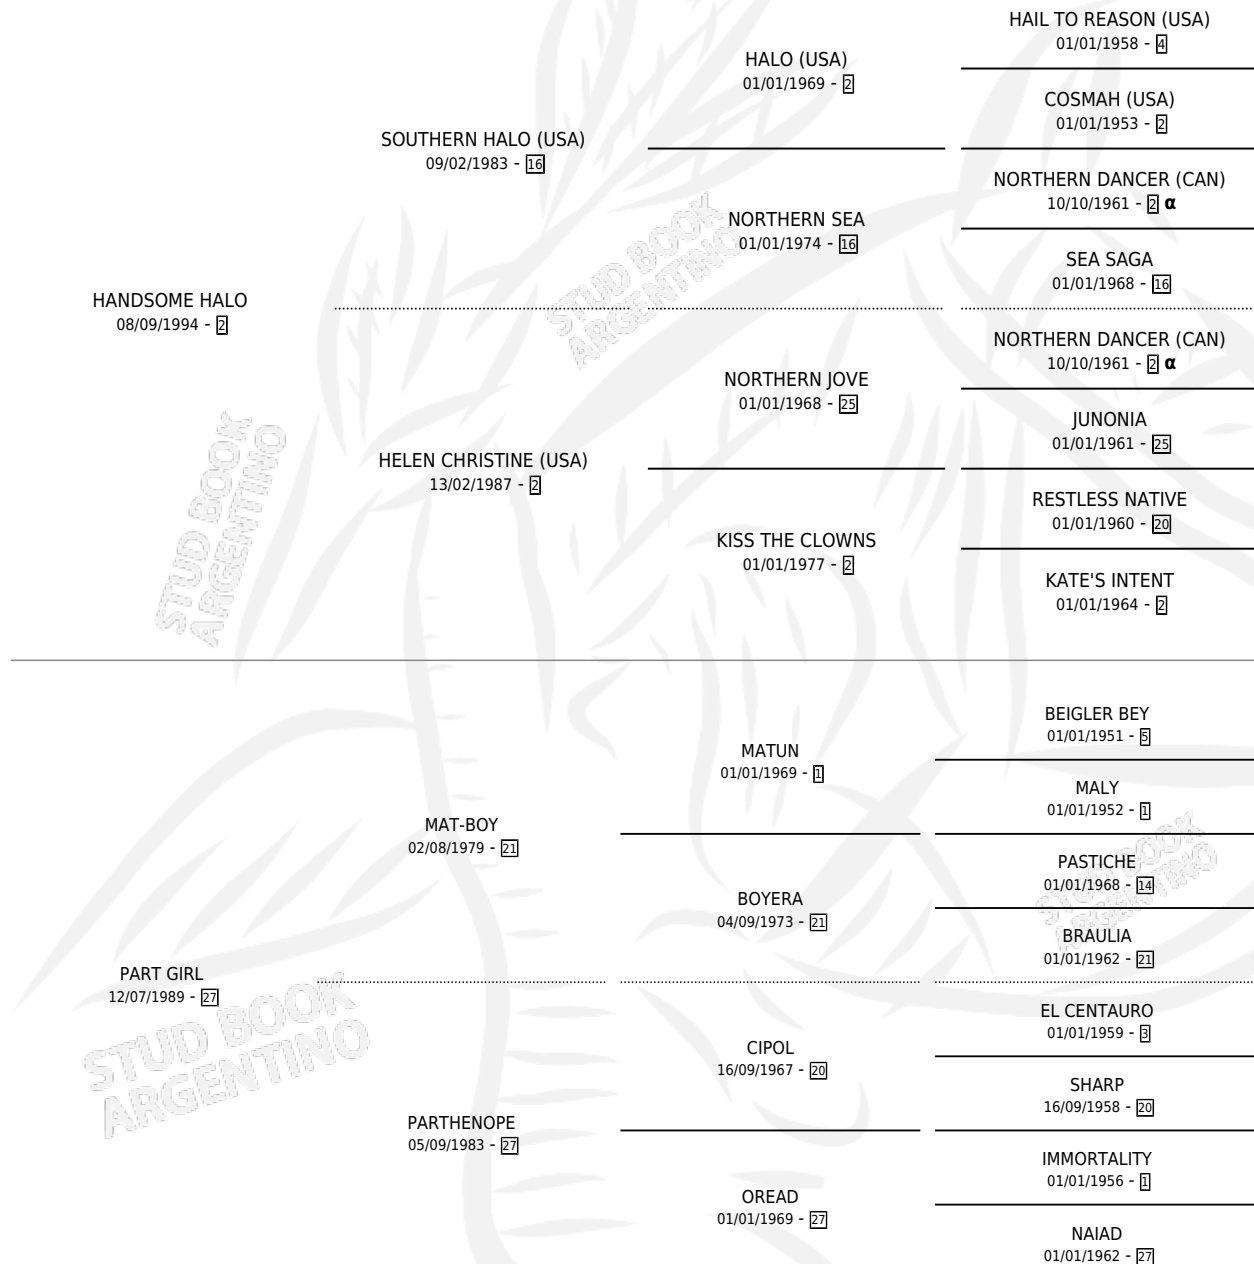 HAIL TO REASON (USA)
01/01/1958 - 4
HALO (USA)
01/01/1969 - 2
COSMAH (USA)
01/01/1953 - 2
SOUTHERN HALO (USA)
09/02/1983 - 16
NORTHERN DANCER (CAN)
10/10/1961 - 2 α
NORTHERN SEA
01/01/1974 - 16
SEA SAGA
01/01/1968 - 16
HANDSOME HALO
08/09/1994 - 2
NORTHERN DANCER (CAN)
10/10/1961 - 2 α
NORTHERN JOVE
01/01/1968 - 25
JUNONIA
01/01/1961 - 25
HELEN CHRISTINE (USA)
13/02/1987 - 2
RESTLESS NATIVE
01/01/1960 - 20
KISS THE CLOWNS
01/01/1977 - 2
KATE'S INTENT
01/01/1964 - 2
BEIGLER BEY
01/01/1951 - 5
MATUN
01/01/1969 - 1
MALY
01/01/1952 - 1
MAT-BOY
02/08/1979 - 21
PASTICHE
01/01/1968 - 14
BOYERA
04/09/1973 - 21
BRAULIA
01/01/1962 - 21
PART GIRL
12/07/1989 - 27
EL CENTAURO
01/01/1959 - 3
CIPOL
16/09/1967 - 20
SHARP
16/09/1958 - 20
PARTHENOPE
05/09/1983 - 27
IMMORTALITY
01/01/1956 - 1
OREAD
01/01/1969 - 27
NAIAD
01/01/1962 - 27
STUD BOOK
ARGENTINO
STUD BOOK
ARGENTINO
STUD BOOK
ARGENTINO
STUD BOOK
ARGENTINO